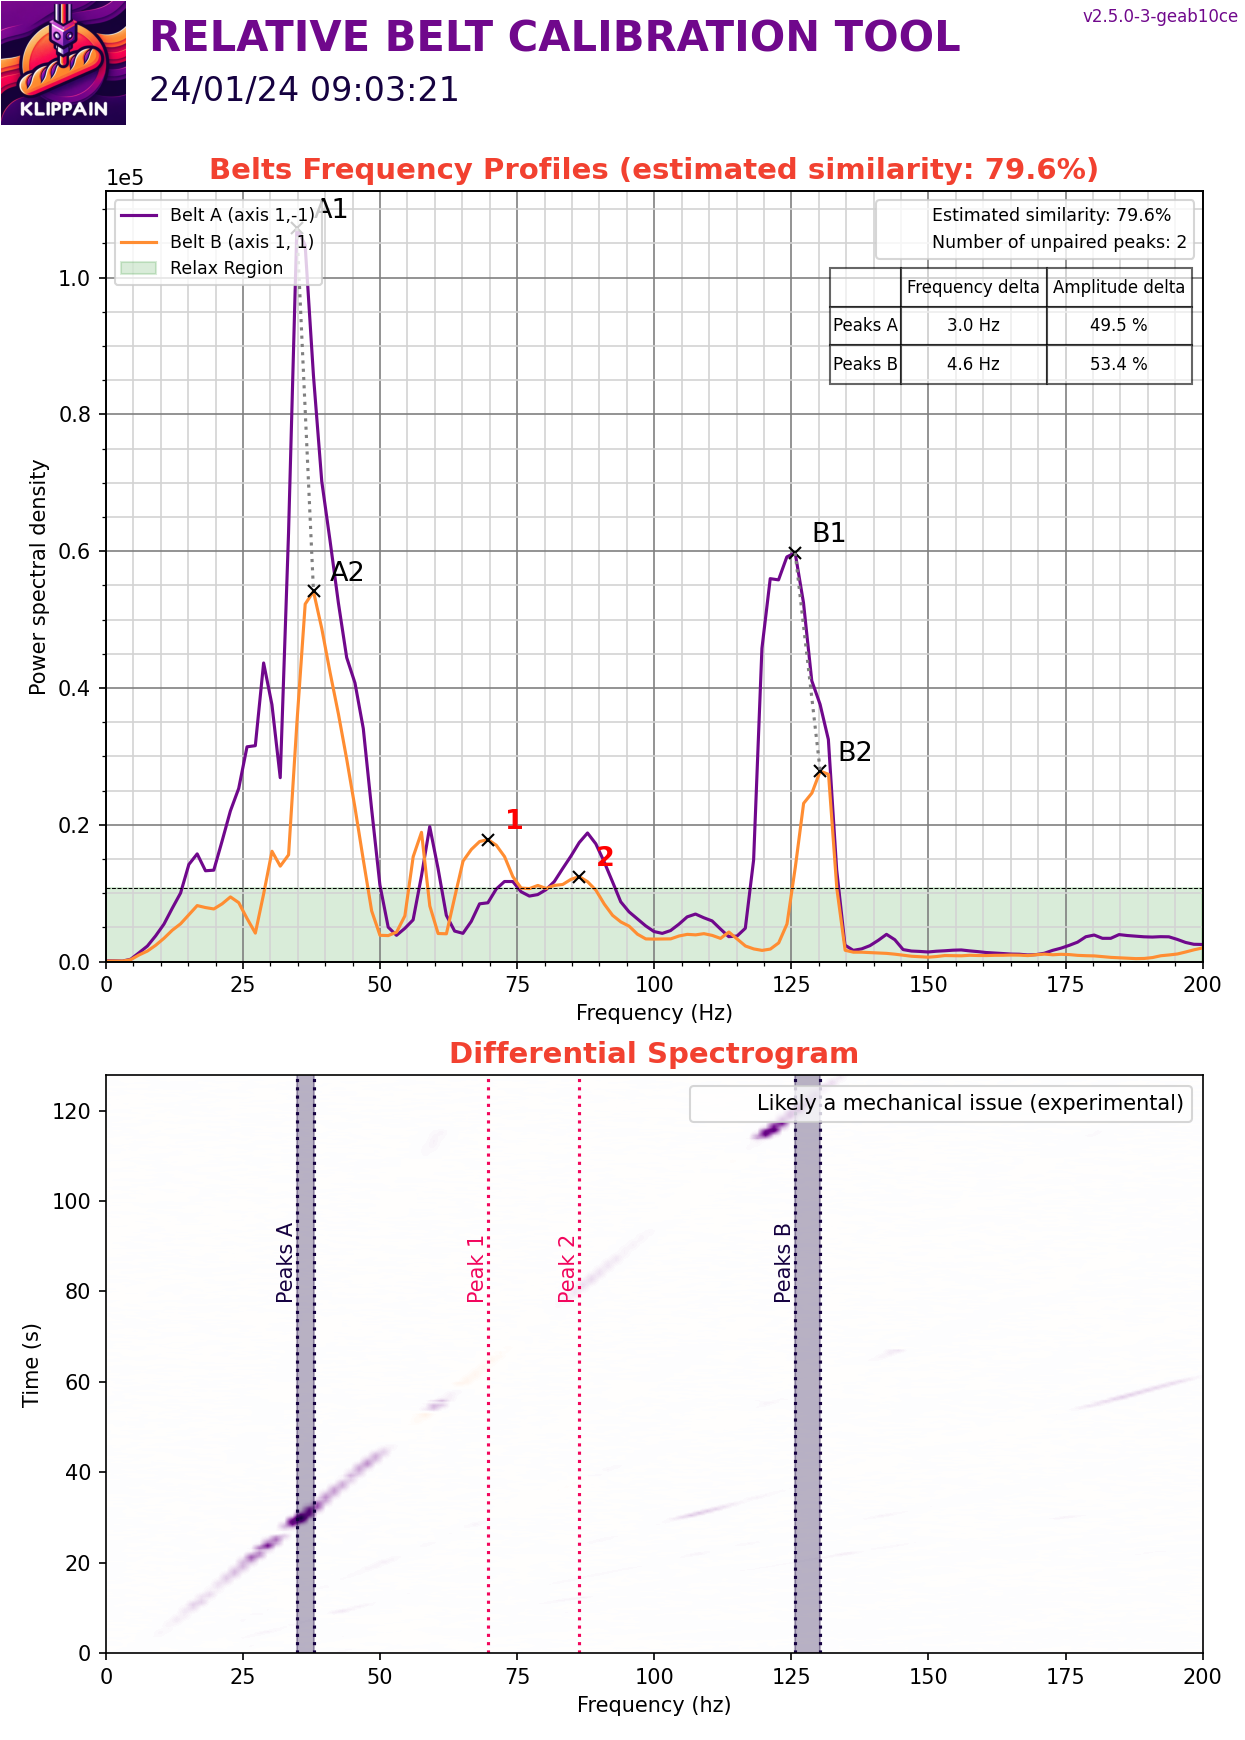 v2.5.0-3-geab10ce
RELATIVE BELT CALIBRATION TOOL
24/01/24 09:03:21
KLIPPAIN
Belts Frequency Profiles (estimated similarity: 79.6%)
1e5
A1
Belt A (axis 1,-1)
Belt B (axis 1, 1)
Relax Region
Estimated similarity: 79.6%
Number of unpaired peaks: 2
Frequency delta Amplitude delta
Peaks A 3.0 Hz 49.5 %
Peaks B 4.6 Hz 53.4 %
1.0
0.8
0.6
0.4
0.2
0.0
Power spectral density
B1
A2
B2
1
2
0 25 50 75 100 125 150 175 200
Frequency (Hz)
Differential Spectrogram
Likely a mechanical issue (experimental)
120
100
80
60
40
20
0
Time (s)
Peaks A
Peak 1
Peak 2
Peaks B
0 25 50 75 100 125 150 175 200
Frequency (hz)